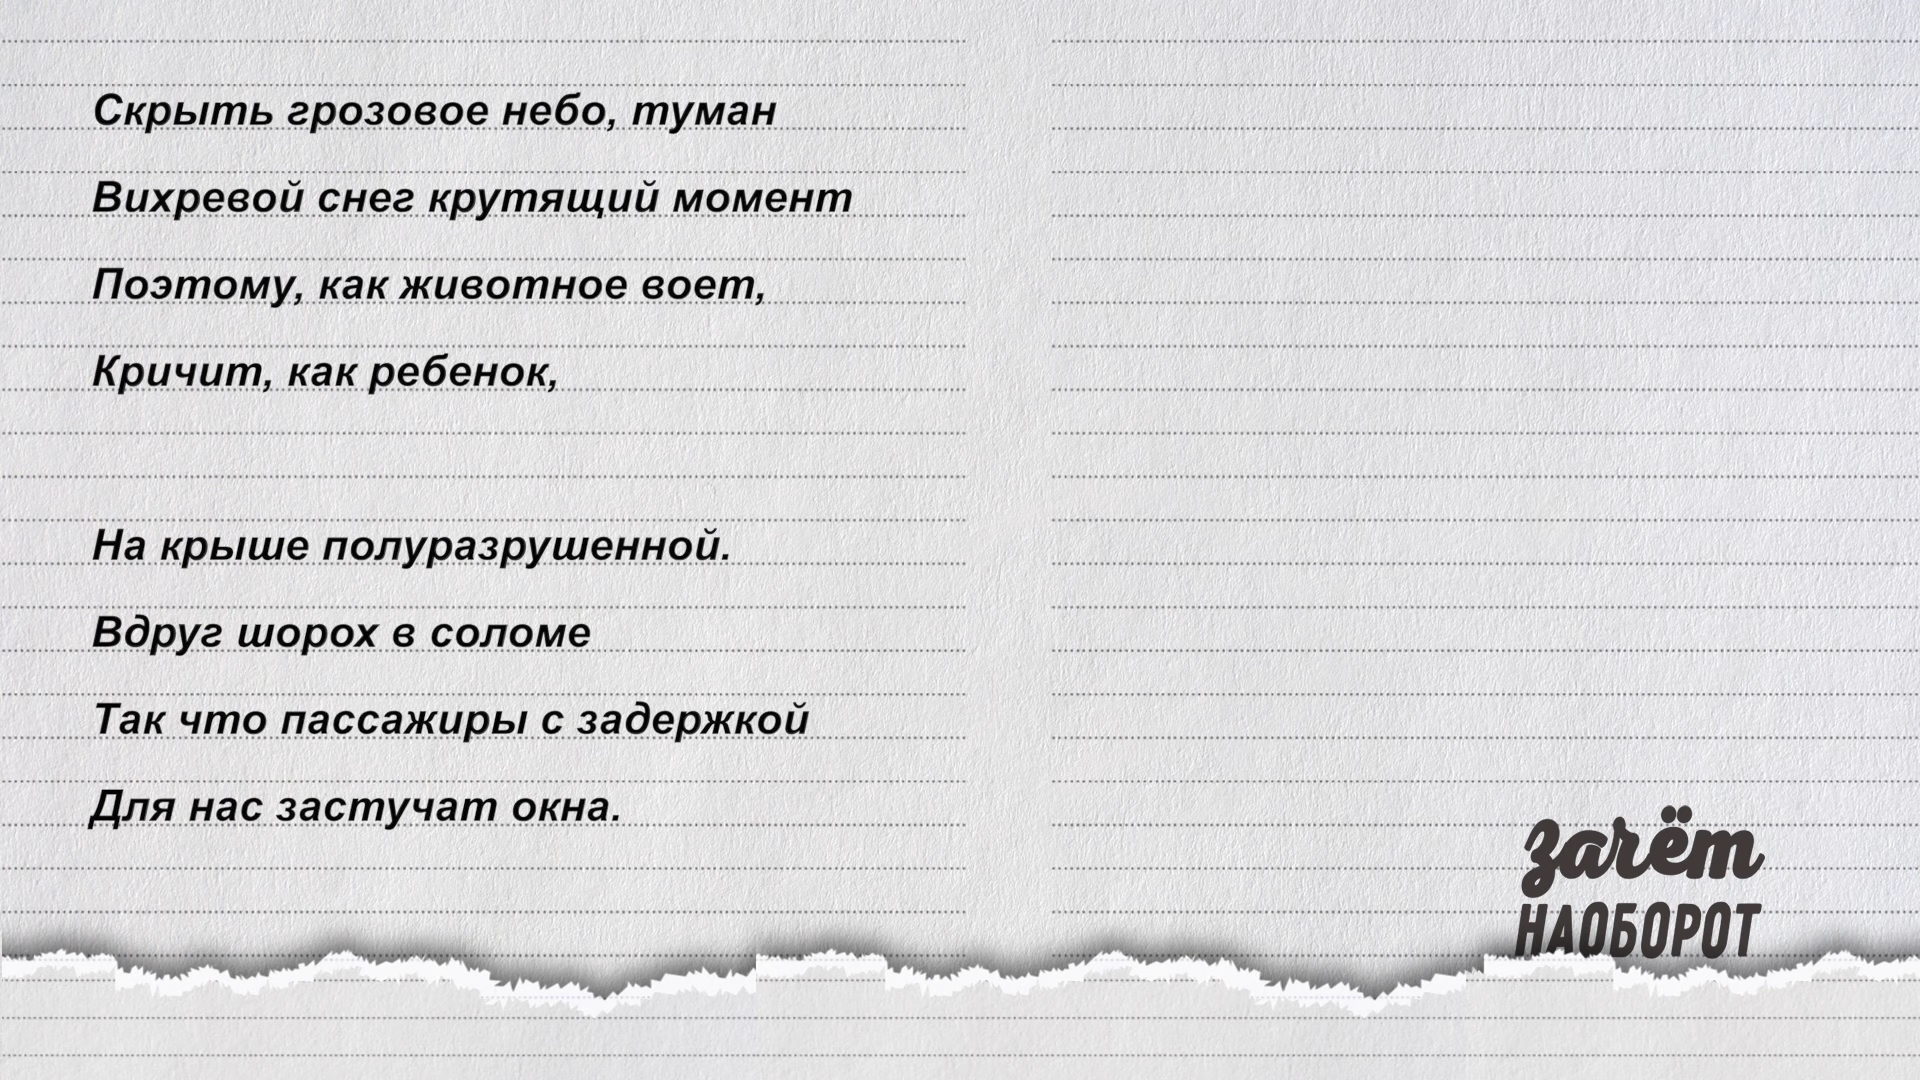 Скрыть грозовое небо, туман
Вихревой снег крутящий момент
Поэтому, как животное воет,
Кричит, как ребенок,
На крыше полуразрушенной.
Вдруг шорох в соломе
Так что пассажиры с задержкой
Для нас застучат окна.
зачёт
НАОБОРОТ